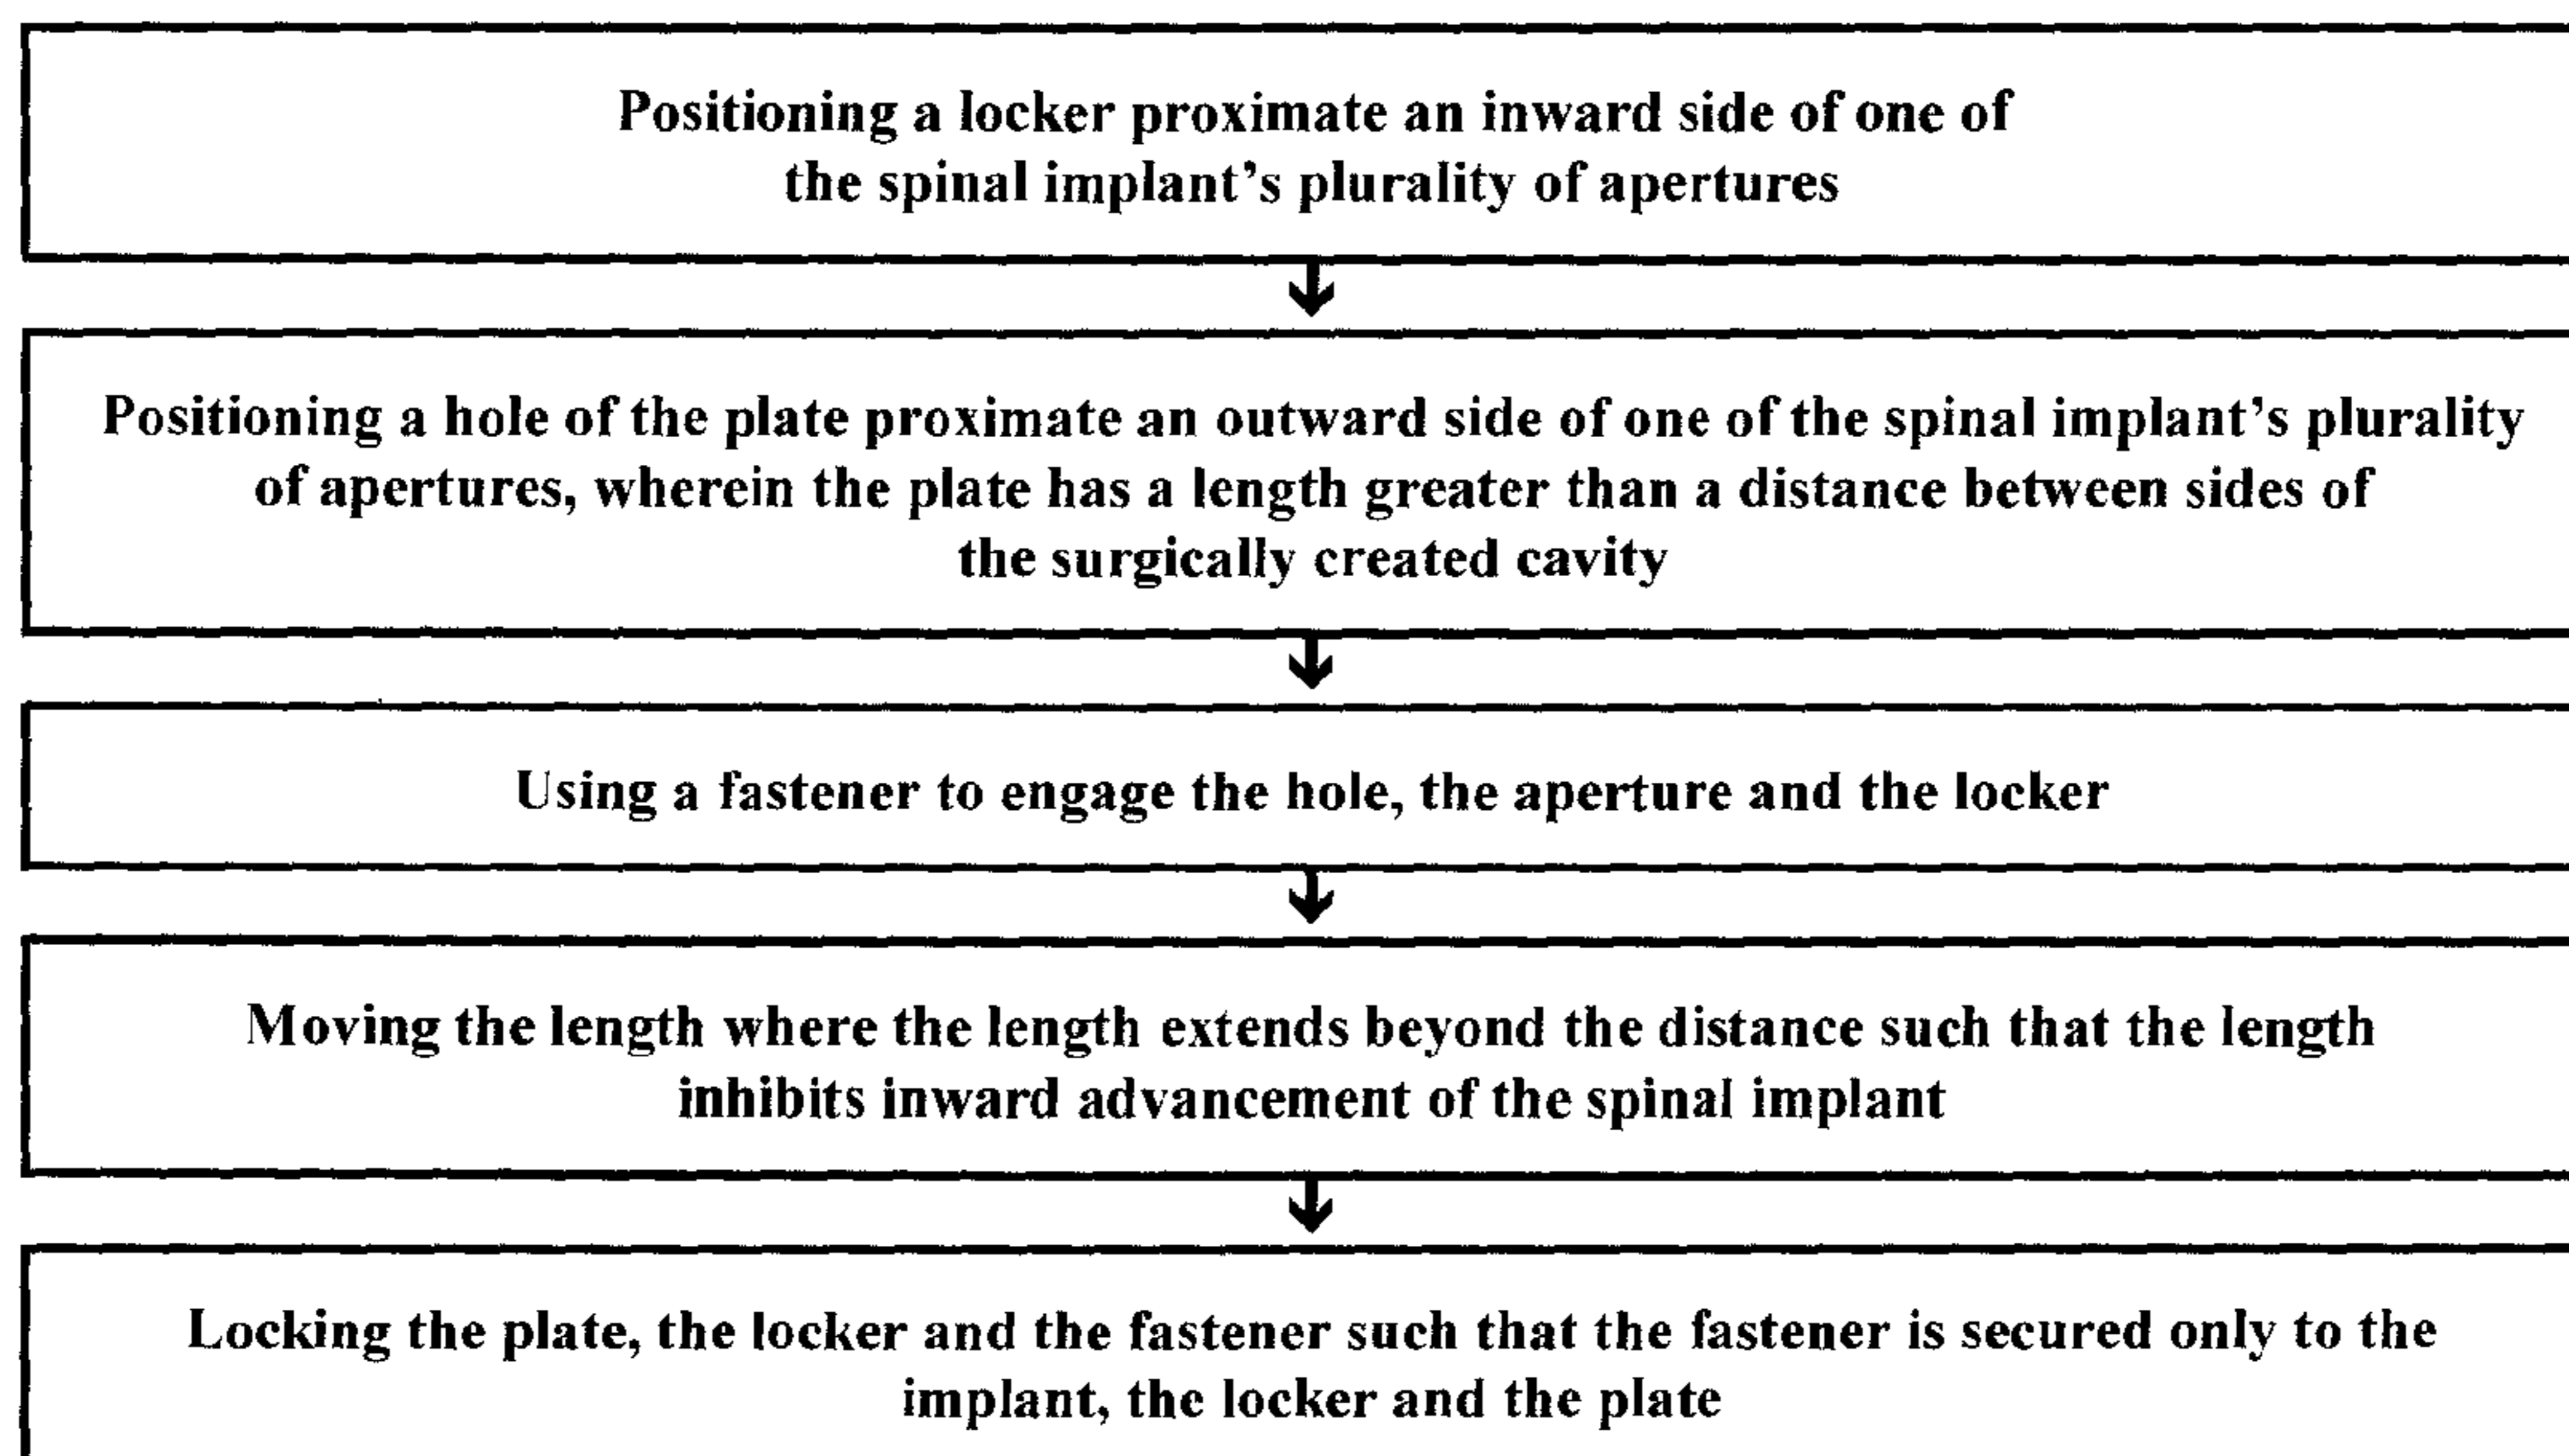 Positioning a locker proximate an inward side of one of
the spinal implant's plurality of apertures
Positioning a hole of the plate proximate an outward side of one of the spinal implant's plurality
of apertures, wherein the plate has a length greater than a distance between sides of
the surgically created cavity
Using a fastener to engage the hole, the aperture and the locker
Moving the length where the length extends beyond the distance such that the length
inhibits inward advancement of the spinal implant
Locking the plate, the locker and the fastener such that the fastener is secured only to the
implant, the locker and the plate